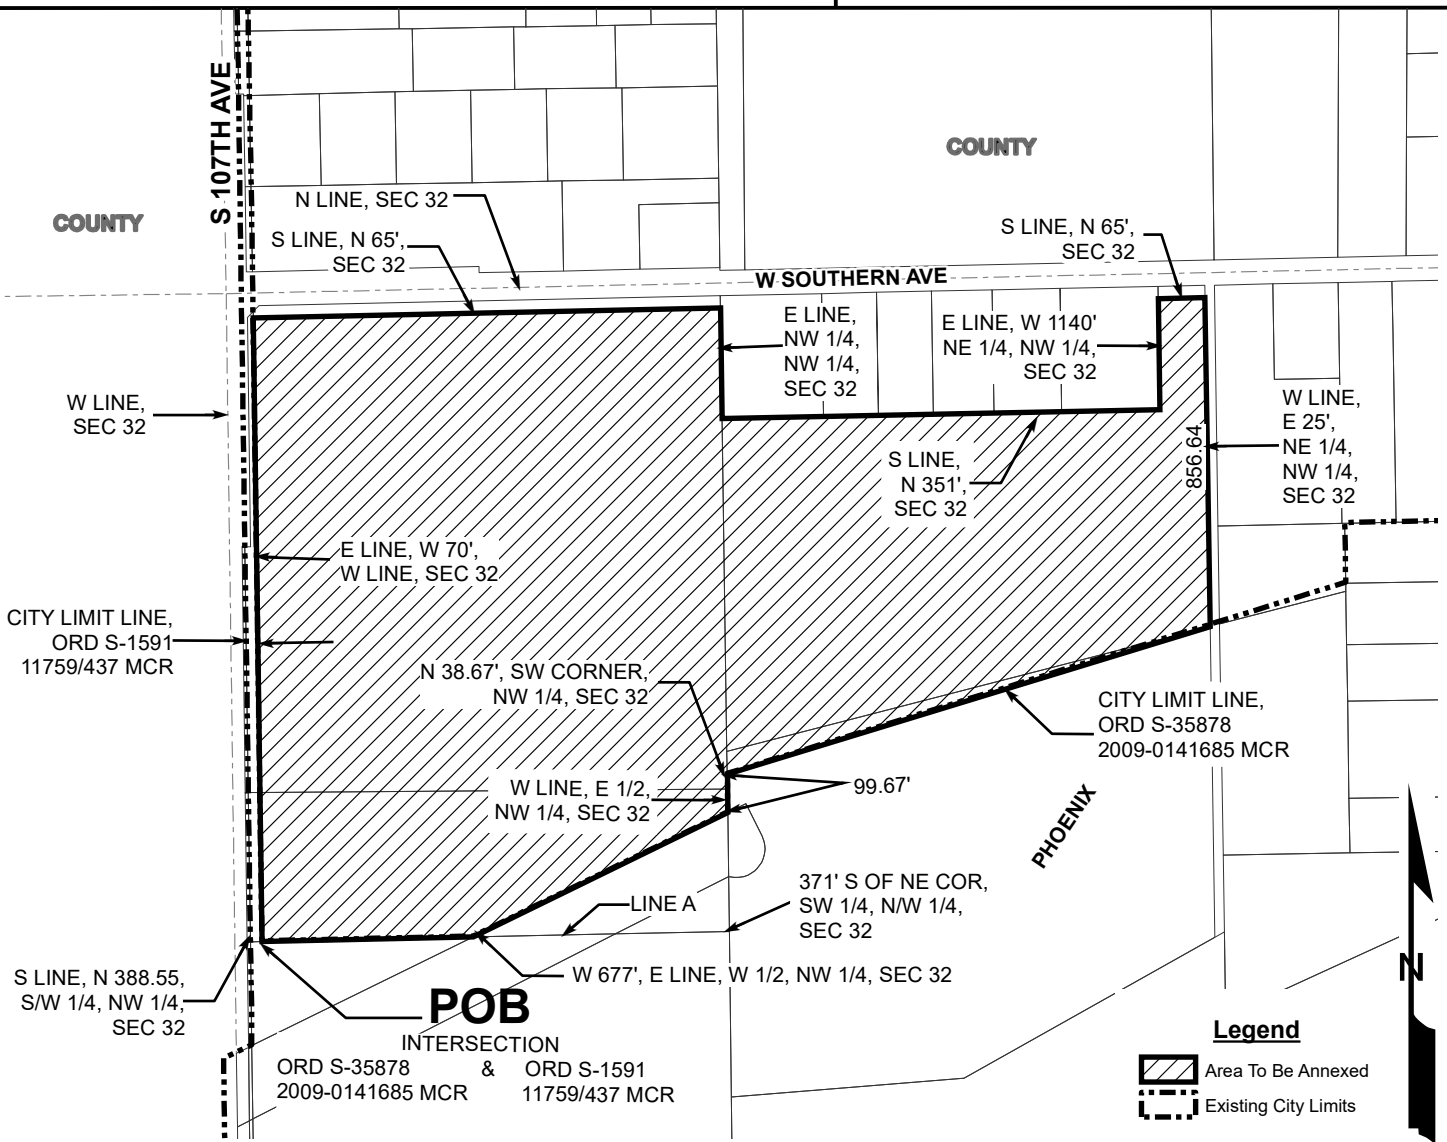 S 107TH AVE
COUNTY
COUNTY
N LINE, SEC 32
S LINE, N 65',
SEC 32
S LINE, N 65',
SEC 32
W SOUTHERN AVE
E LINE,
NW 1/4,
NW 1/4,
SEC 32
E LINE, W 1140'
NE 1/4, NW 1/4,
SEC 32
W LINE,
SEC 32
W LINE,
E 25',
NE 1/4,
NW 1/4,
SEC 32
856.64
S LINE,
N 351',
SEC 32
E LINE, W 70',
W LINE, SEC 32
CITY LIMIT LINE,
ORD S-1591
11759/437 MCR
N 38.67', SW CORNER,
NW 1/4, SEC 32
CITY LIMIT LINE,
ORD S-35878
2009-0141685 MCR
W LINE, E 1/2,
NW 1/4, SEC 32
99.67'
PHOENIX
371' S OF NE COR,
SW 1/4, N/W 1/4,
SEC 32
LINE A
S LINE, N 388.55,
S/W 1/4, NW 1/4,
SEC 32
W 677', E LINE, W 1/2, NW 1/4, SEC 32
POB
INTERSECTION
ORD S-35878 & ORD S-1591
2009-0141685 MCR 11759/437 MCR
N
Legend
Area To Be Annexed
Existing City Limits